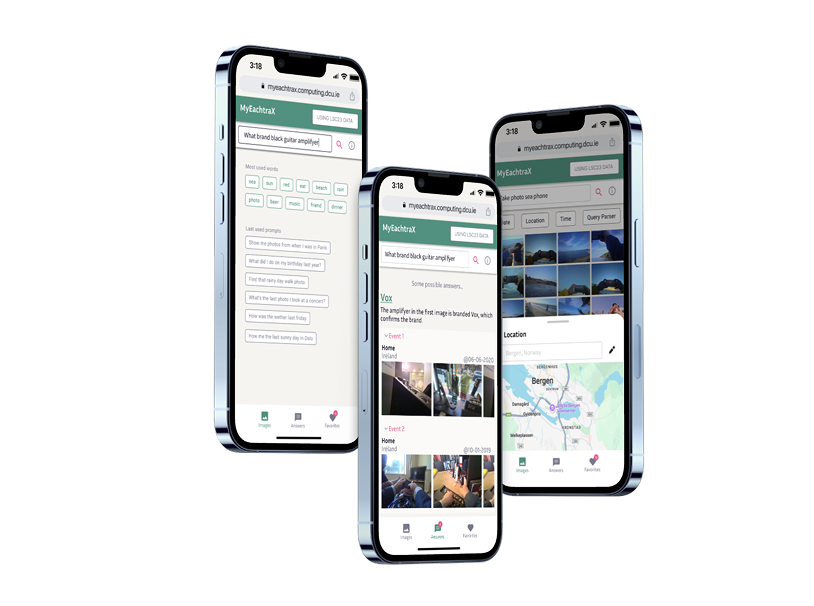 3:18
myeachtrax.computing.dcu.ie
MyEachtraX
USING LSC23 DATA
What brand black guitar amplifyer
Most used words
sea sun red eat beach rain
photo beer music friend dinner
Last used prompts
Show me photos from when I was in Paris
What did I do on my birthday last year?
Find that rainy day walk photo
What's the last photo I took at a concert?
How was the wether last friday
how me the last sunny day in Oslo
Images Answers Favorites
3:18
myeachtrax.computing.dcu.ie
MyEachtraX
USING LSC23 DATA
What brand black guitar amplifyer
Some possible answers...
Vox
The amplifyer in the first image is branded Vox, which
confirms the brand.
Event 1
Home
Ireland @06-06-2020
Event 2
Home
Ireland @10-01-2019
Images Answers Favorites
3:18
myeachtrax.computing.dcu.ie
MyEachtraX
USING LSC23 DATA
ake photo sea phone
ate Location Time Query Parser
Location
Bergen, Norway
Bergen
Images Answers Favorites